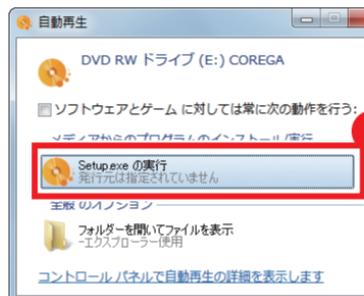 自動再生
DVD RW ドライブ (E:) COREGA
ソフトウェアとゲーム に対しては常に次の動作を行う:
メディアからのプログラムのインストール/実行
Setup.exe の実行
発行元は指定されていません
全般 のオプション
フォルダーを開いてファイルを表示
-エクスプローラー使用
コントロール パネルで自動再生の詳細を表示します